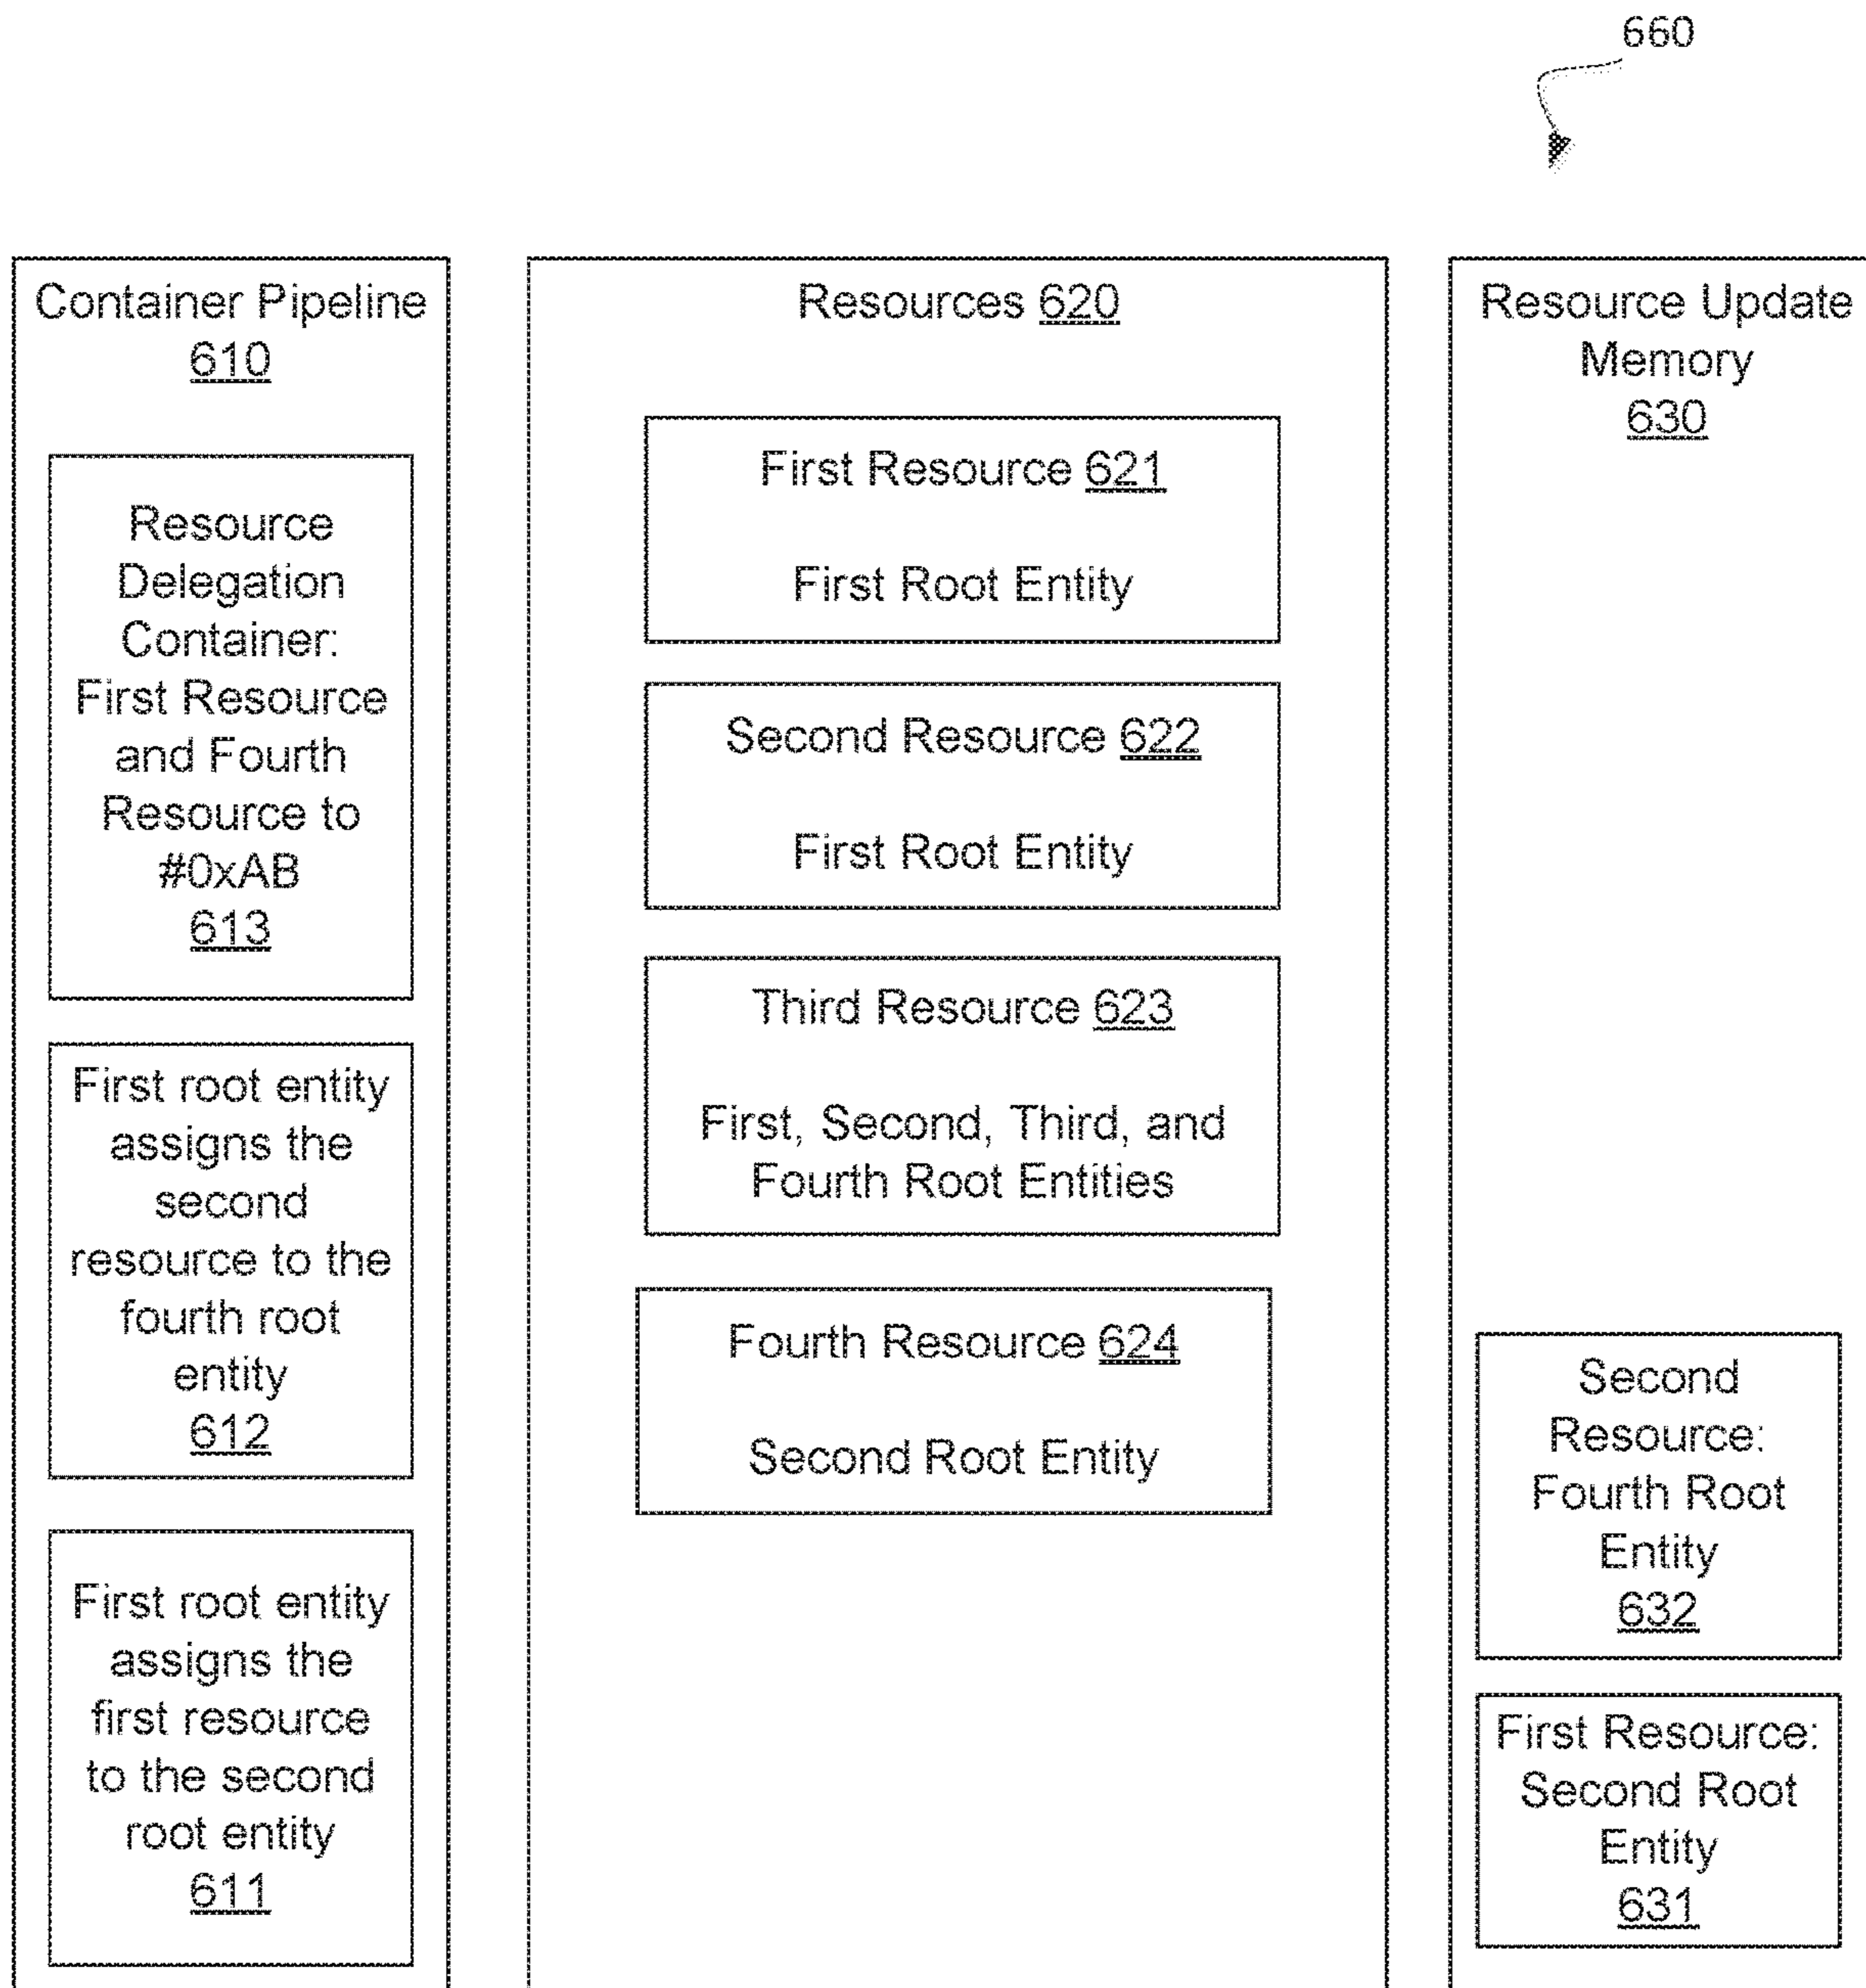 660
Container Pipeline
610
Resource
Delegation
Container:
First Resource
and Fourth
Resource to
#0xAB
613
First root entity
assigns the
second
resource to the
fourth root
entity
612
First root entity
assigns the
first resource
to the second
root entity
611
Resources 620
First Resource 621
First Root Entity
Second Resource 622
First Root Entity
Third Resource 623
First, Second, Third, and
Fourth Root Entities
Fourth Resource 624
Second Root Entity
Resource Update
Memory
630
Second
Resource:
Fourth Root
Entity
632
First Resource:
Second Root
Entity
631